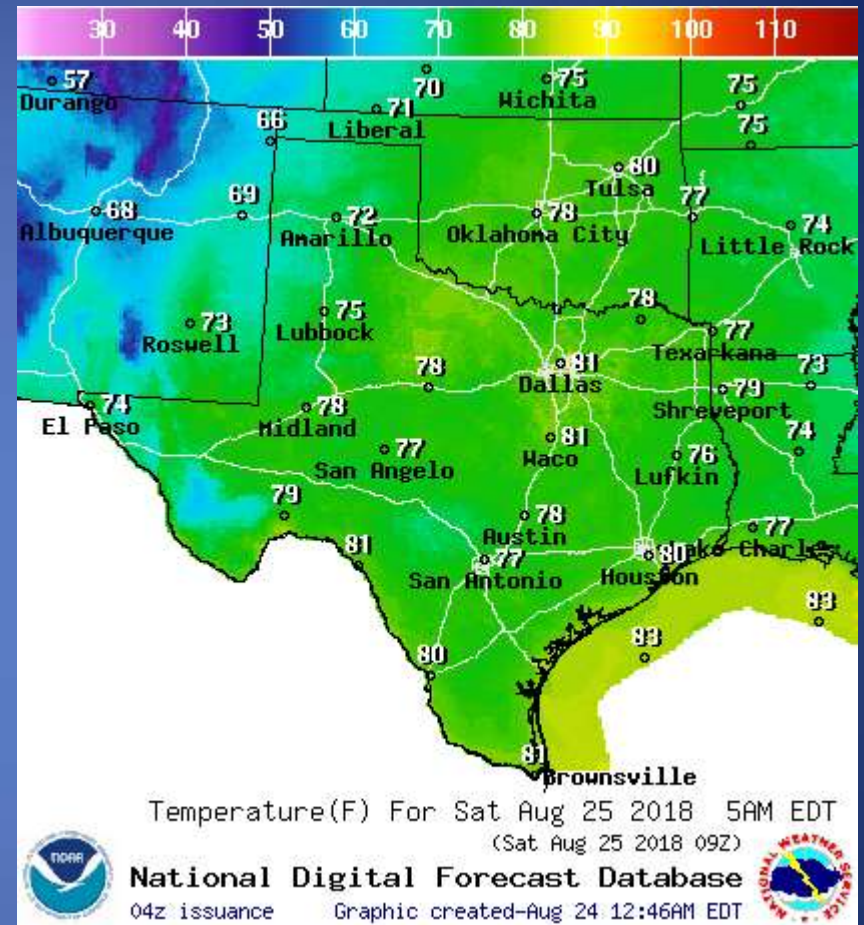 30 40 50 60 70 80 90 100 110
57
Durango
70
75
Wichita
75
71
Liberal
66
75
80
Tulsa
68
Albuquerque
69
72
Amarillo
78
Oklahoma City
77
74
Little Rock
73
Roswell
75
Lubbock
78
77
Texarkana
81
Dallas
78
79
Shreveport
73
74
El Paso
78
Midland
77
San Angelo
81
Waco
76
Lufkin
74
79
78
Austin
77
Lake Charles
81
77
San Antonio
80
Houston
83
83
80
81
Brownsville
Temperature(F) For Sat Aug 25 2018 5AM EDT
(Sat Aug 25 2018 09Z)
NOAA
NATIONAL WEATHER SERVICE
National Digital Forecast Database
04z issuance Graphic created-Aug 24 12:46AM EDT